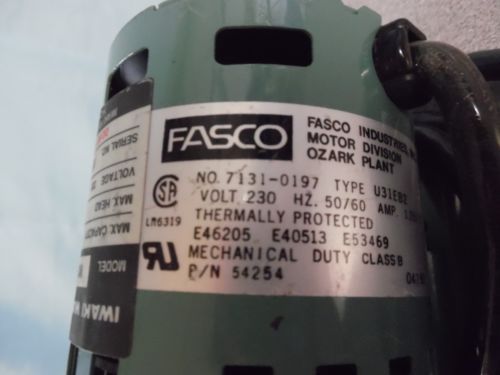 FASCO
FASCO INDUSTRIES,
MOTOR DIVISION
OZARK PLANT
NO. 7131-0197 TYPE U31EB2
VOLT. 230 HZ. 50/60 AMP.
THERMALLY PROTECTED
E46205 E40513 E53469
MECHANICAL DUTY CLASS B
P/N 54254
LR6319
SERIAL NO.
VOLTAGE
MAX. HEAD
MAX. CAPACITY
MODEL
IWAKI